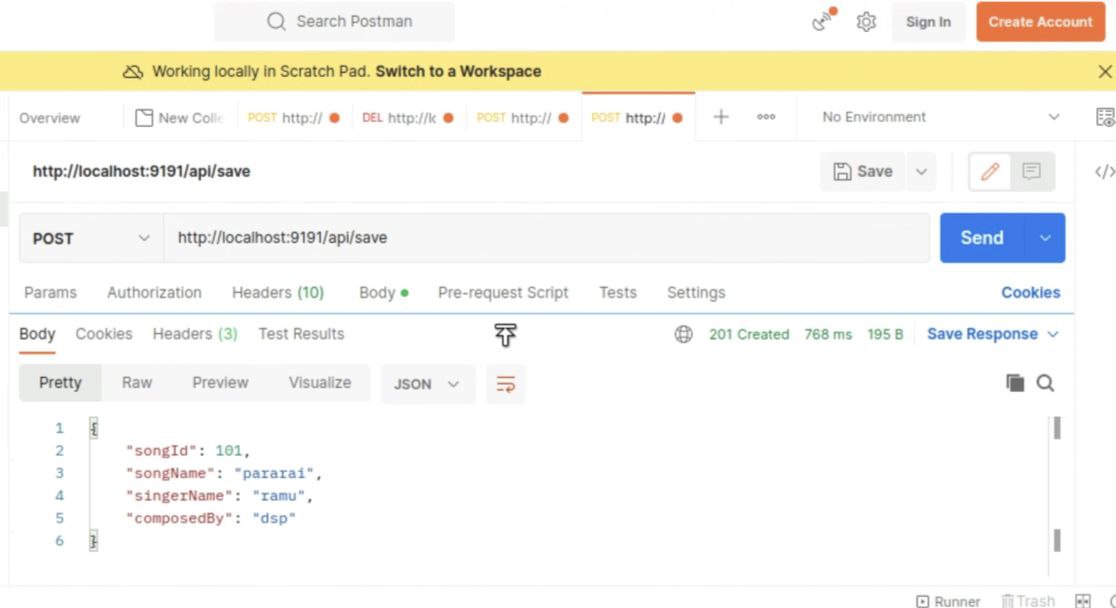 Search Postman
Sign In
Create Account
Working locally in Scratch Pad. Switch to a Workspace
Overview New Colle POST http:// DEL http://lc POST http:// POST http:// No Environment
http://localhost:9191/api/save
Save
POST http://localhost:9191/api/save Send
Params Authorization Headers (10) Body Pre-request Script Tests Settings Cookies
Body Cookies Headers (3) Test Results 201 Created 768 ms 195 B Save Response
Pretty Raw Preview Visualize JSON
1 {
2 "songId": 101,
3 "songName": "pararai",
4 "singerName": "ramu",
5 "composedBy": "dsp"
6 }
Runner Trash